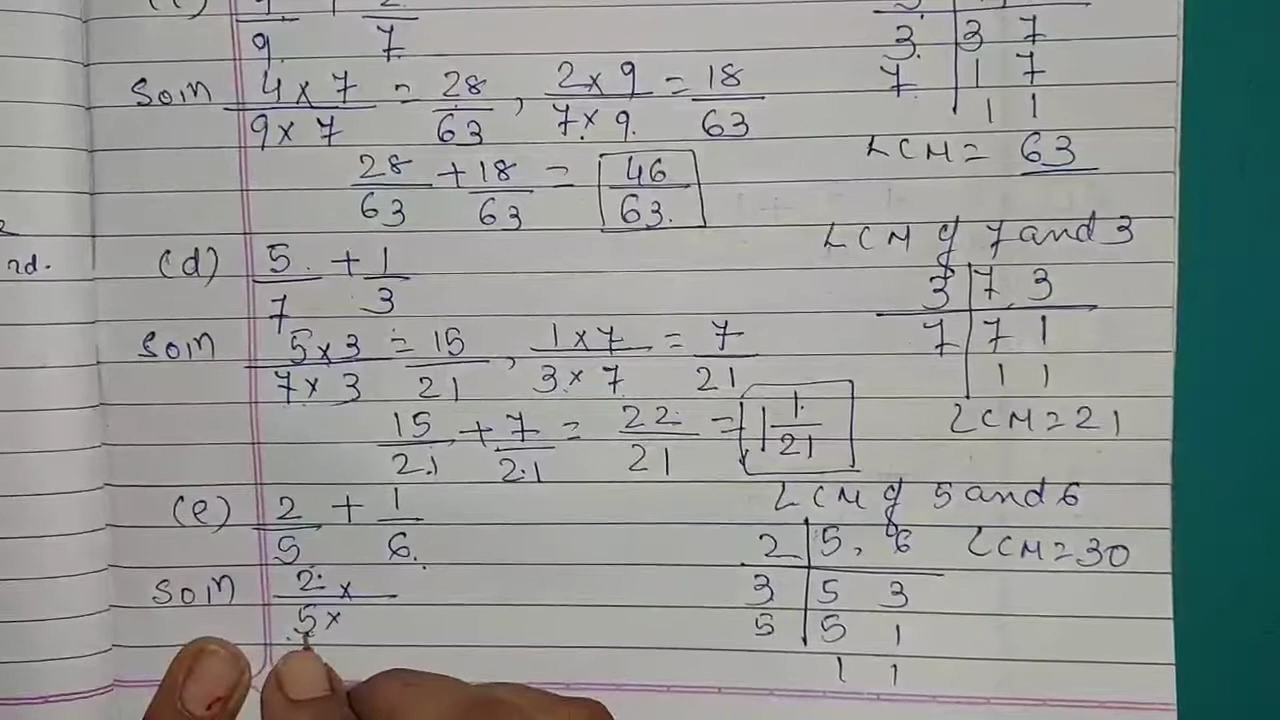 9 7
Soln 4 × 7 / 9 × 7 = 28/63 , 2 × 9 / 7 × 9 = 18/63
28/63 + 18/63 = 46/63
3 | 3 7
7 | 1 7
1 1
LCM = 63
nd.
(d) 5/7 + 1/3
Soln 5 × 3 / 7 × 3 = 15/21 , 1 × 7 / 3 × 7 = 7/21
15/21 + 7/21 = 22/21 = 1 1/21
LCM of 7 and 3
3 | 7 3
7 | 7 1
1 1
LCM = 21
(e) 2/5 + 1/6
Soln 2 × / 5 ×
LCM of 5 and 6
2 | 5, 6 LCM = 30
3 | 5 3
5 | 5 1
1 1